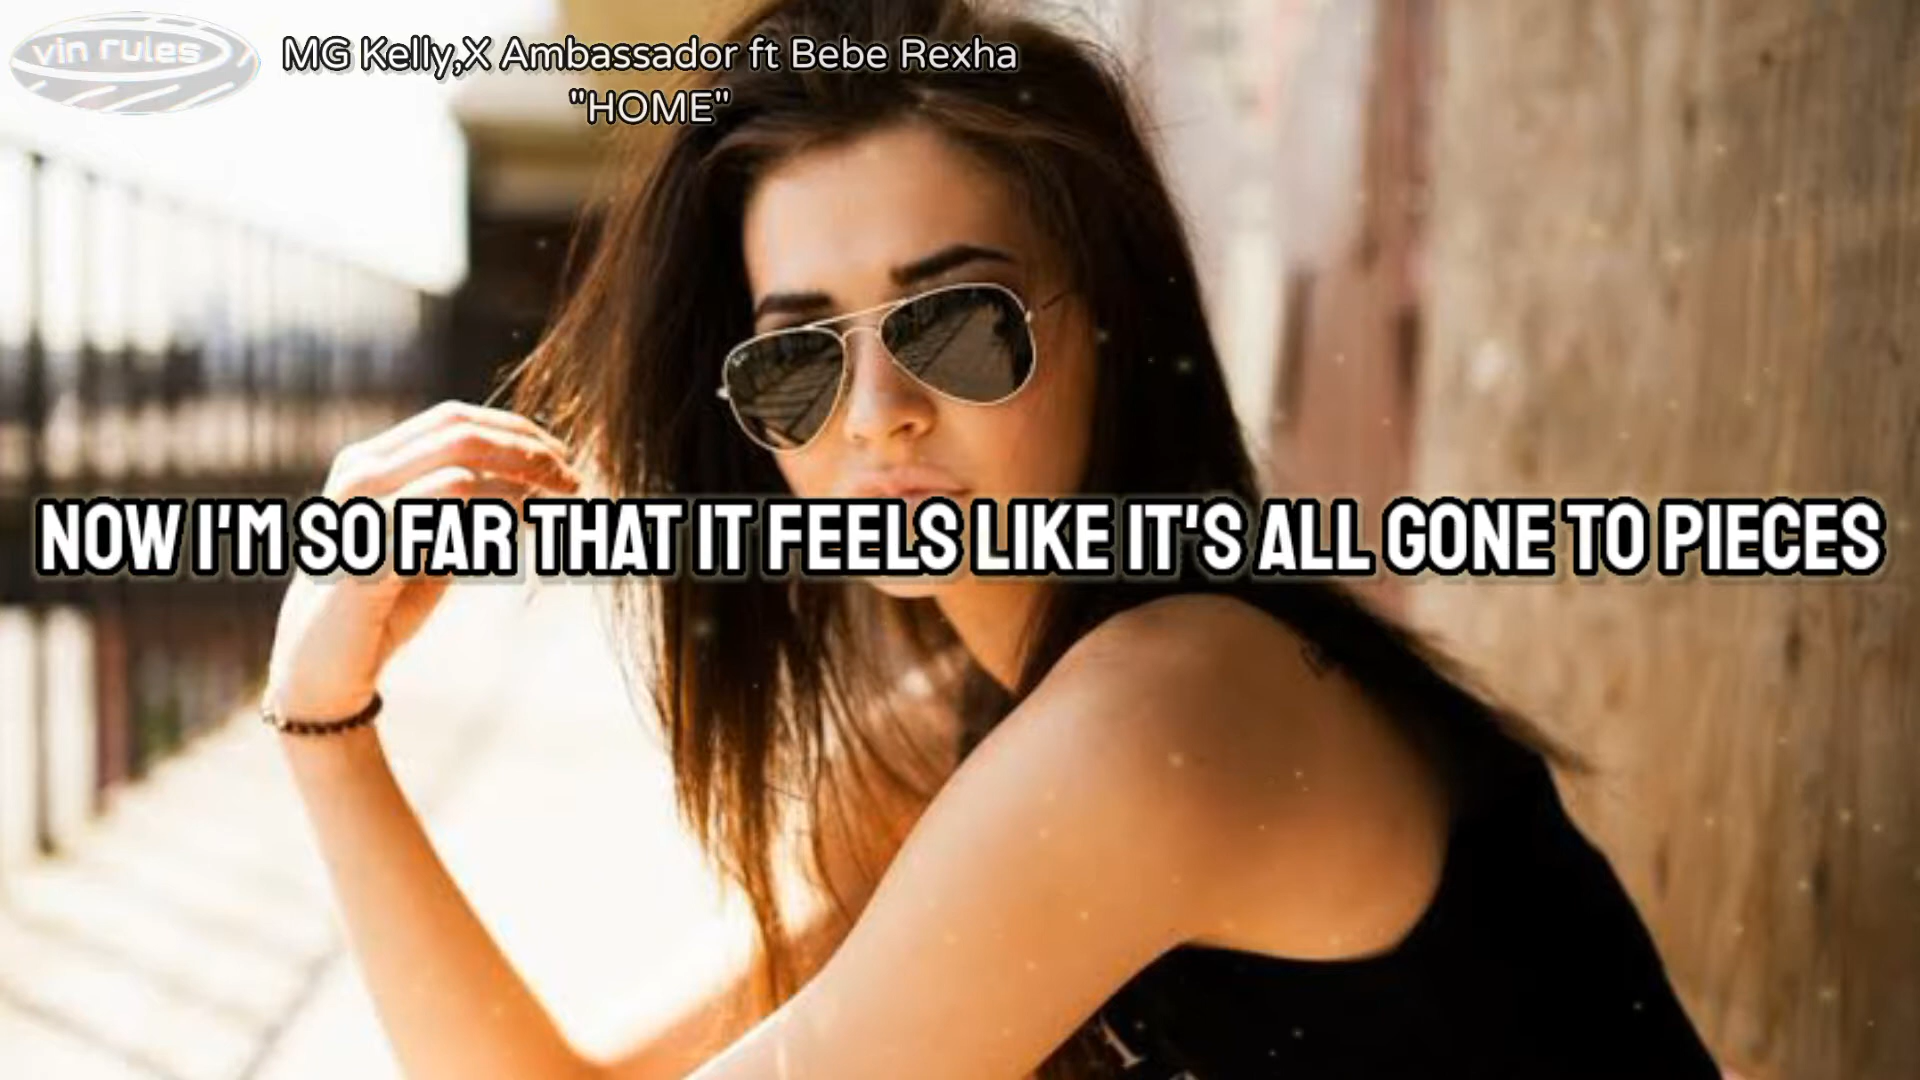 vin rules
MG Kelly,X Ambassador ft Bebe Rexha
"HOME"
NOW I'M SO FAR THAT IT FEELS LIKE IT'S ALL GONE TO PIECES